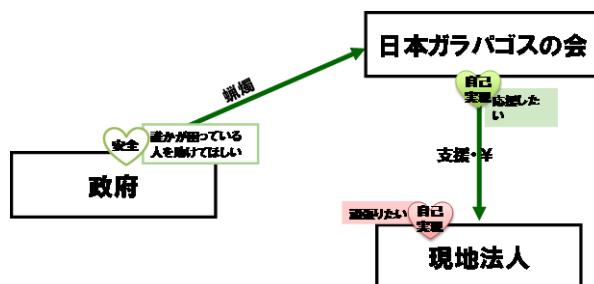 日本ガラパゴスの会
自己
実現
応援した
い
蝋燭
安全
誰かが困っている
人を助けてほしい
政府
支援・¥
頑張りたい
自己
実現
現地法人